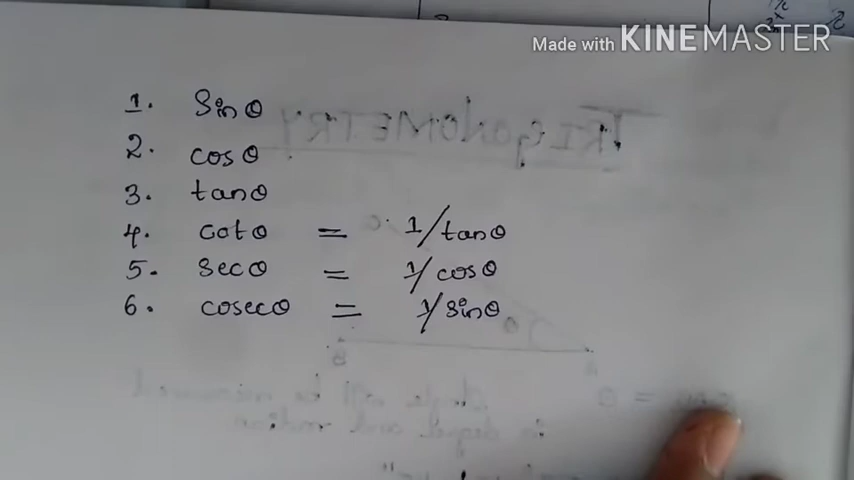 Made with KINEMASTER
1. sinθ
2. cosθ
3. tanθ
4. cotθ = 1/tanθ
5. secθ = 1/cosθ
6. cosecθ = 1/sinθ
TRIGONOMETRY